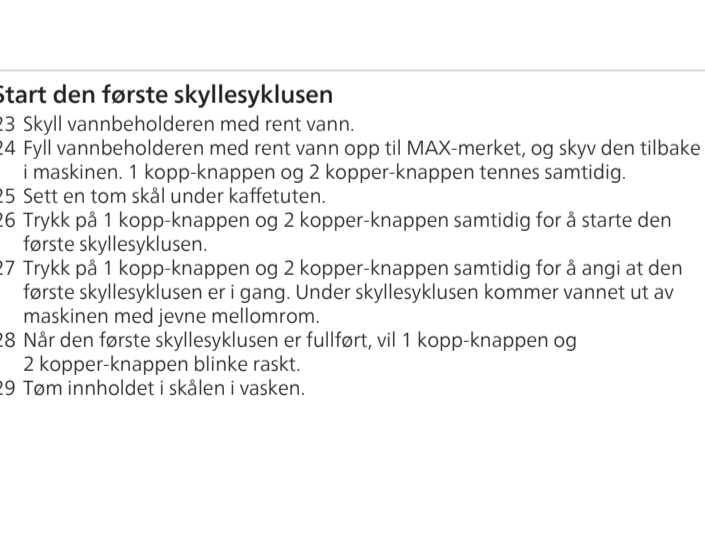 Start den første skyllesyklusen
23 Skyll vannbeholderen med rent vann.
24 Fyll vannbeholderen med rent vann opp til MAX-merket, og skyv den tilbake
i maskinen. 1 kopp-knappen og 2 kopper-knappen tennes samtidig.
25 Sett en tom skål under kaffetuten.
26 Trykk på 1 kopp-knappen og 2 kopper-knappen samtidig for å starte den
første skyllesyklusen.
27 Trykk på 1 kopp-knappen og 2 kopper-knappen samtidig for å angi at den
første skyllesyklusen er i gang. Under skyllesyklusen kommer vannet ut av
maskinen med jevne mellomrom.
28 Når den første skyllesyklusen er fullført, vil 1 kopp-knappen og
2 kopper-knappen blinke raskt.
29 Tøm innholdet i skålen i vasken.